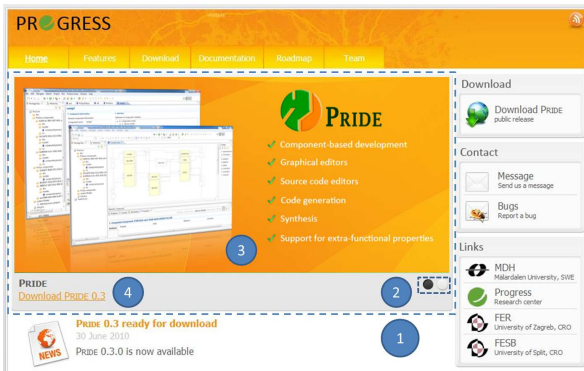 PROGRESS
Home Features Download Documentation Roadmap Team
PRIDE
Component-based development
Graphical editors
Source code editors
Code generation
Synthesis
Support for extra-functional properties
3
PRIDE
Download PRIDE 0.3
4
2
1
NEWS
PRIDE 0.3 ready for download
30 June 2010
PRIDE 0.3.0 is now available
Download
Download PRIDE
public release
Contact
Message
Send us a message
Bugs
Report a bug
Links
MDH
Mälardalen University, SWE
Progress
Research center
FER
University of Zagreb, CRO
FESB
University of Split, CRO